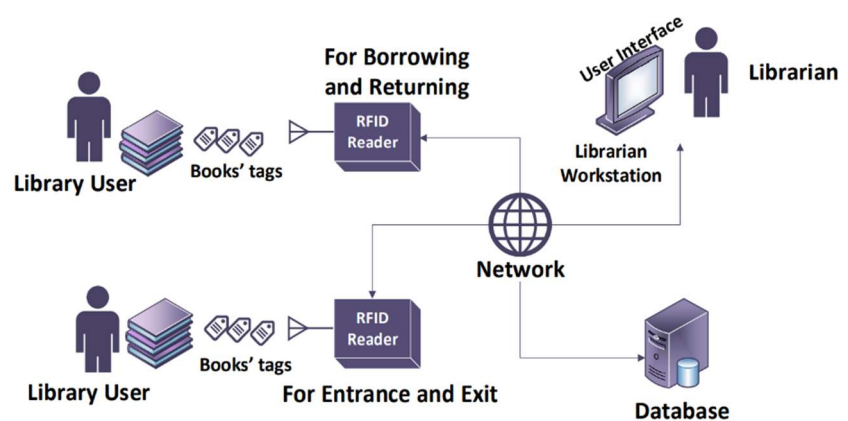 For Borrowing
and Returning
User Interface
Librarian
RFID
Reader
Library User
Books’ tags
Librarian
Workstation
Network
RFID
Reader
Library User
Books’ tags
For Entrance and Exit
Database